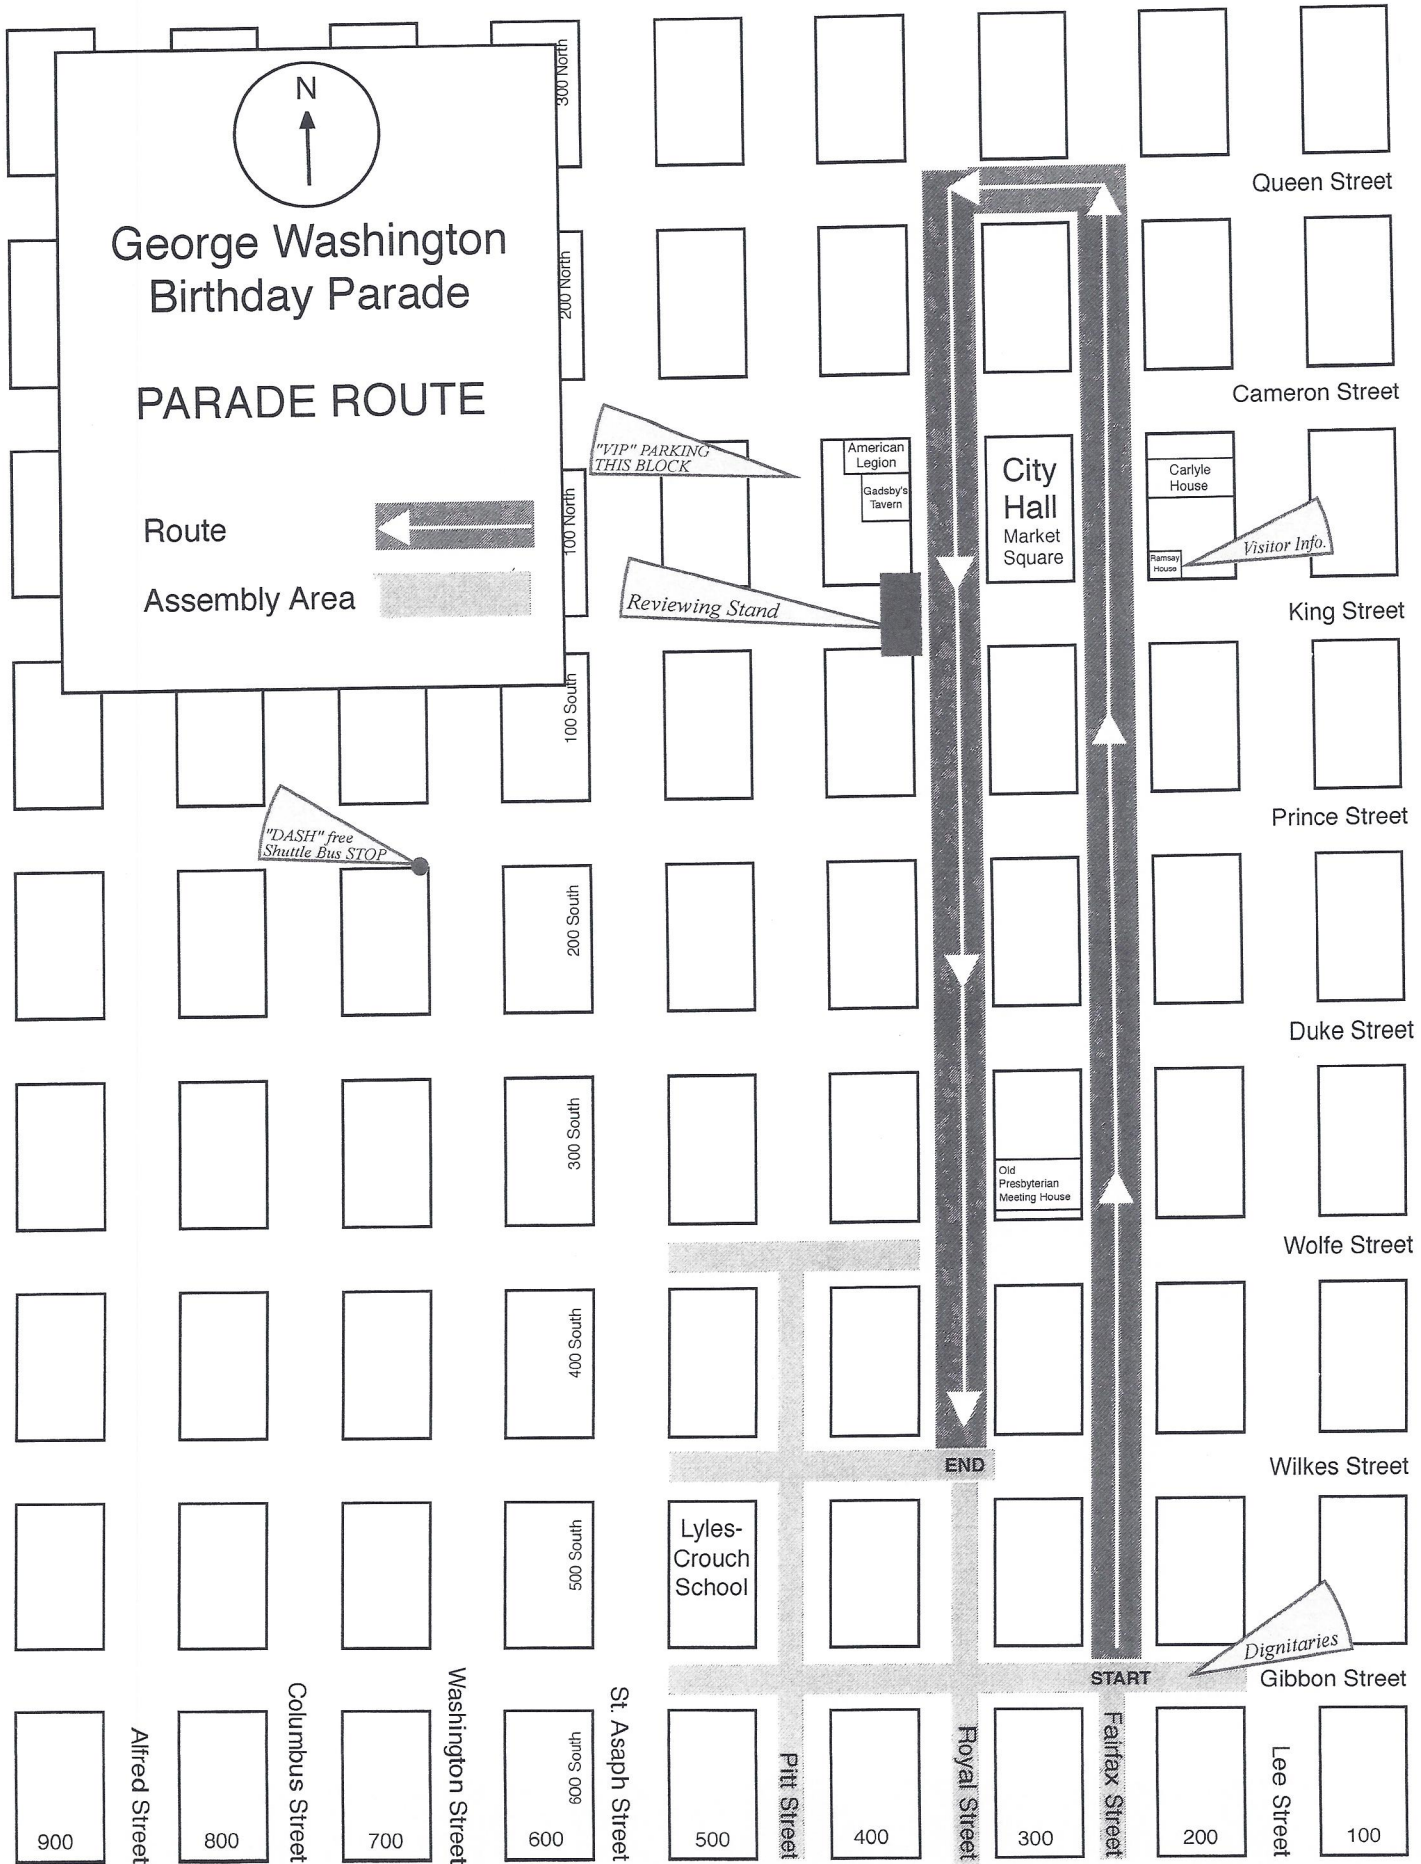 N
George Washington
Birthday Parade
PARADE ROUTE
Route
Assembly Area
300 North
200 North
100 North
100 South
200 South
300 South
400 South
500 South
600 South
Queen Street
Cameron Street
"VIP" PARKING
THIS BLOCK
American
Legion
Gadsby's
Tavern
City
Hall
Market
Square
Carlyle
House
Ramsay
House
Visitor Info.
Reviewing Stand
King Street
Prince Street
"DASH" free
Shuttle Bus STOP
Duke Street
Old
Presbyterian
Meeting House
Wolfe Street
END
Wilkes Street
Lyles-
Crouch
School
Dignitaries
START
Gibbon Street
Alfred Street
Columbus Street
Washington Street
St. Asaph Street
Pitt Street
Royal Street
Fairfax Street
Lee Street
900
800
700
600
500
400
300
200
100